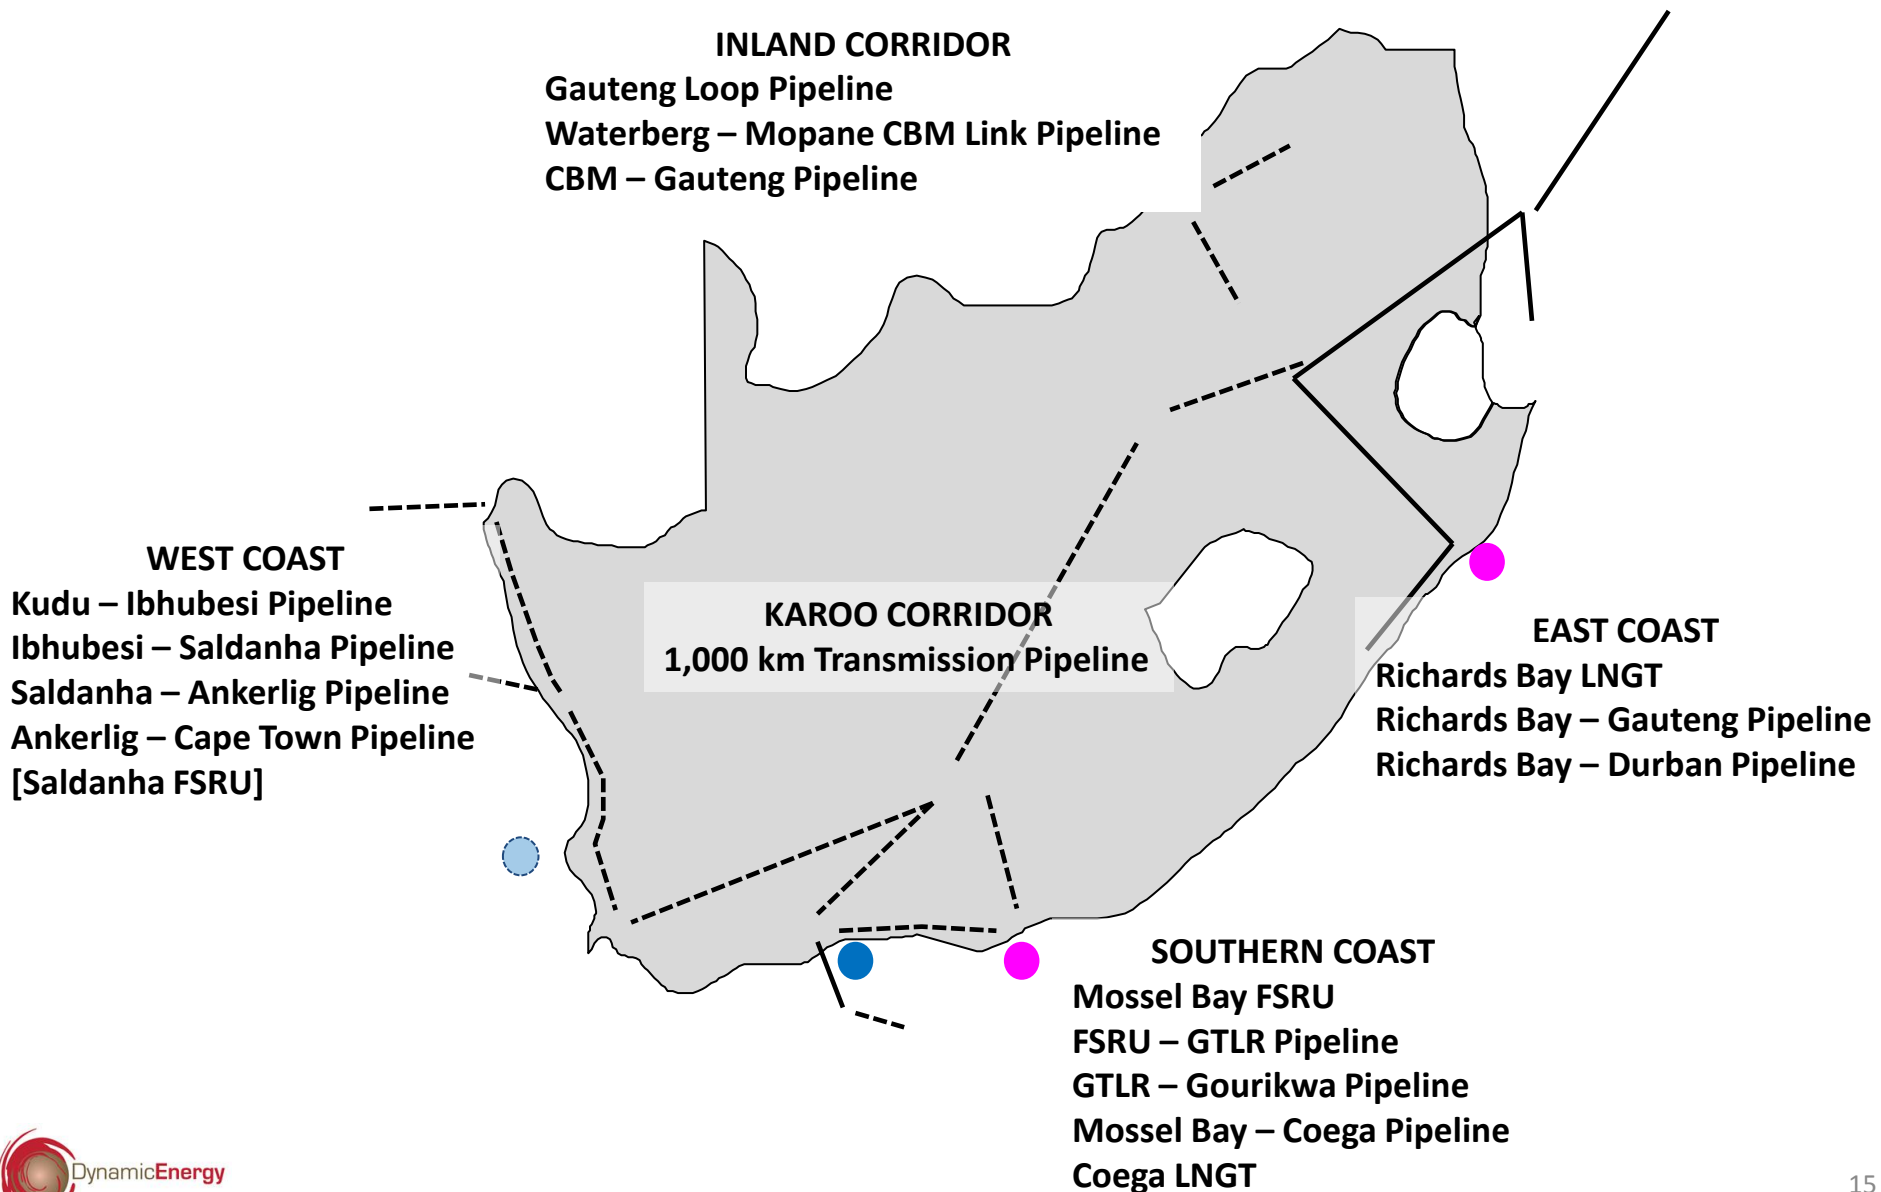 INLAND CORRIDOR
Gauteng Loop Pipeline
Waterberg – Mopane CBM Link Pipeline
CBM – Gauteng Pipeline
WEST COAST
Kudu – Ibhubesi Pipeline
Ibhubesi – Saldanha Pipeline
Saldanha – Ankerlig Pipeline
Ankerlig – Cape Town Pipeline
[Saldanha FSRU]
KAROO CORRIDOR
1,000 km Transmission Pipeline
EAST COAST
Richards Bay LNGT
Richards Bay – Gauteng Pipeline
Richards Bay – Durban Pipeline
SOUTHERN COAST
Mossel Bay FSRU
FSRU – GTLR Pipeline
GTLR – Gourikwa Pipeline
Mossel Bay – Coega Pipeline
Coega LNGT
DynamicEnergy
15